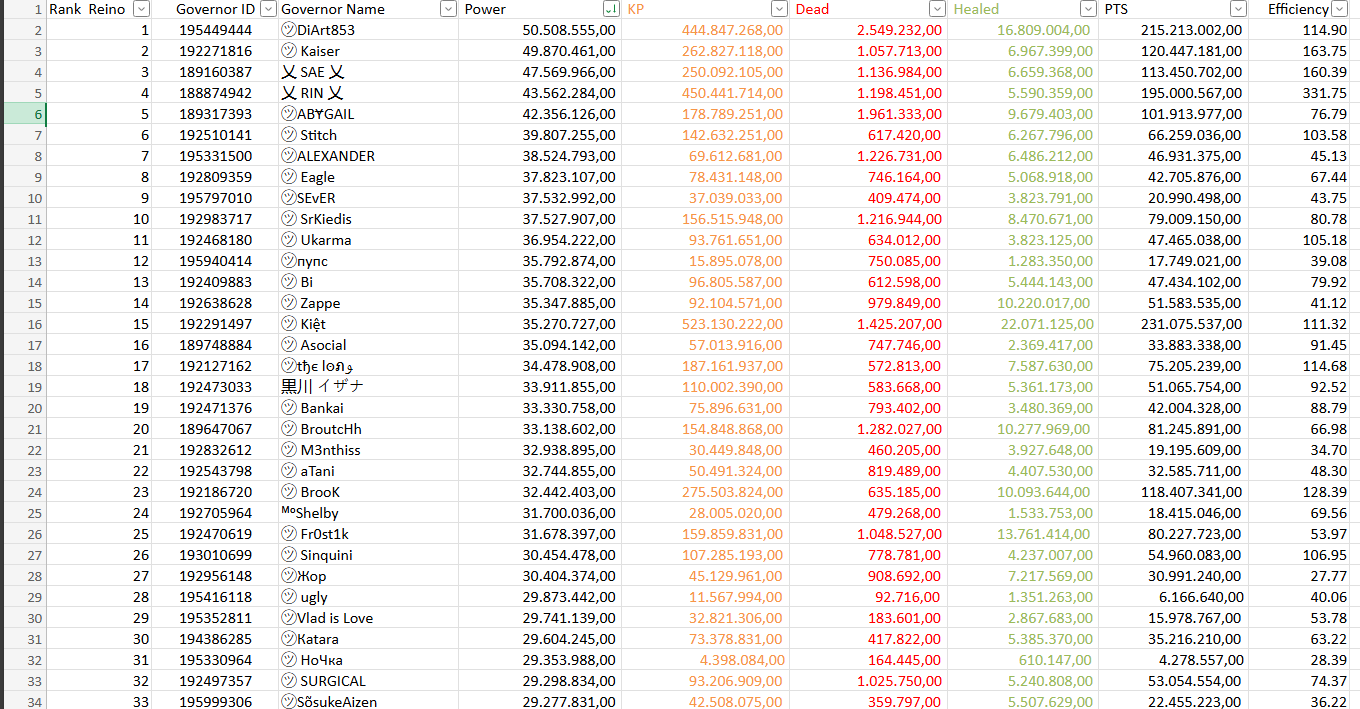 1 Rank Reino Governor ID Governor Name Power KP Dead Healed PTS Efficiency
2 1 195449444 ㋡DiArt853 50.508.555,00 444.847.268,00 2.549.232,00 16.809.004,00 215.213.002,00 114.90
3 2 192271816 ㋡ Kaiser 49.870.461,00 262.827.118,00 1.057.713,00 6.967.399,00 120.447.181,00 163.75
4 3 189160387 乂 SAE 乂 47.569.966,00 250.092.105,00 1.136.984,00 6.659.368,00 113.450.702,00 160.39
5 4 188874942 乂 RIN 乂 43.562.284,00 450.441.714,00 1.198.451,00 5.590.359,00 195.000.567,00 331.75
6 5 189317393 ㋡ABɎGAIL 42.356.126,00 178.789.251,00 1.961.333,00 9.679.403,00 101.913.977,00 76.79
7 6 192510141 ㋡ Stitch 39.807.255,00 142.632.251,00 617.420,00 6.267.796,00 66.259.036,00 103.58
8 7 195331500 ㋡ALEXANDER 38.524.793,00 69.612.681,00 1.226.731,00 6.486.212,00 46.931.375,00 45.13
9 8 192809359 ㋡ Eagle 37.823.107,00 78.431.148,00 746.164,00 5.068.918,00 42.705.876,00 67.44
10 9 195797010 ㋡SEvER 37.532.992,00 37.039.033,00 409.474,00 3.823.791,00 20.990.498,00 43.75
11 10 192983717 ㋡ SrKiedis 37.527.907,00 156.515.948,00 1.216.944,00 8.470.671,00 79.009.150,00 80.78
12 11 192468180 ㋡ Ukarma 36.954.222,00 93.761.651,00 634.012,00 3.823.125,00 47.465.038,00 105.18
13 12 195940414 ㋡пупс 35.792.874,00 15.895.078,00 750.085,00 1.283.350,00 17.749.021,00 39.08
14 13 192409883 ㋡ Bi 35.708.322,00 96.805.587,00 612.598,00 5.444.143,00 47.434.102,00 79.92
15 14 192638628 ㋡ Zappe 35.347.885,00 92.104.571,00 979.849,00 10.220.017,00 51.583.535,00 41.12
16 15 192291497 ㋡ Kiệt 35.270.727,00 523.130.222,00 1.425.207,00 22.071.125,00 231.075.537,00 111.32
17 16 189748884 ㋡ Asocial 35.094.142,00 57.013.916,00 747.746,00 2.369.417,00 33.883.338,00 91.45
18 17 192127162 34.478.908,00 187.161.937,00 572.813,00 7.587.630,00 75.205.239,00 114.68
19 18 192473033 黒川 イザナ 33.911.855,00 110.002.390,00 583.668,00 5.361.173,00 51.065.754,00 92.52
20 19 192471376 ㋡ Bankai 33.330.758,00 75.896.631,00 793.402,00 3.480.369,00 42.004.328,00 88.79
21 20 189647067 ㋡ BroutcHh 33.138.602,00 154.848.868,00 1.282.027,00 10.277.969,00 81.245.891,00 66.98
22 21 192832612 ㋡ M3nthiss 32.938.895,00 30.449.848,00 460.205,00 3.927.648,00 19.195.609,00 34.70
23 22 192543798 ㋡ aTani 32.744.855,00 50.491.324,00 819.489,00 4.407.530,00 32.585.711,00 48.30
24 23 192186720 ㋡ BrooK 32.442.403,00 275.503.824,00 635.185,00 10.093.644,00 118.407.341,00 128.39
25 24 192705964 ᴹᵒShelby 31.700.036,00 28.005.020,00 479.268,00 1.533.753,00 18.415.046,00 69.56
26 25 192470619 ㋡ Fr0st1k 31.678.397,00 159.859.831,00 1.048.527,00 13.761.414,00 80.227.723,00 53.97
27 26 193010699 ㋡ Sinquini 30.454.478,00 107.285.193,00 778.781,00 4.237.007,00 54.960.083,00 106.95
28 27 192956148 ㋡Жор 30.404.374,00 45.129.961,00 908.692,00 7.217.569,00 30.991.240,00 27.77
29 28 195416118 ㋡ ugly 29.873.442,00 11.567.994,00 92.716,00 1.351.263,00 6.166.640,00 40.06
30 29 195352811 ㋡Vlad is Love 29.741.139,00 32.821.306,00 183.601,00 2.867.683,00 15.978.767,00 53.78
31 30 194386285 ㋡Katara 29.604.245,00 73.378.831,00 417.822,00 5.385.370,00 35.216.210,00 63.22
32 31 195330964 ㋡ НоЧка 29.353.988,00 4.398.084,00 164.445,00 610.147,00 4.278.557,00 28.39
33 32 192497357 ㋡ SURGICAL 29.298.834,00 93.206.909,00 1.025.750,00 5.240.808,00 53.054.554,00 74.37
34 33 195999306 ㋡SõsukeAizen 29.277.831,00 42.508.075,00 359.797,00 5.507.629,00 22.455.223,00 36.22